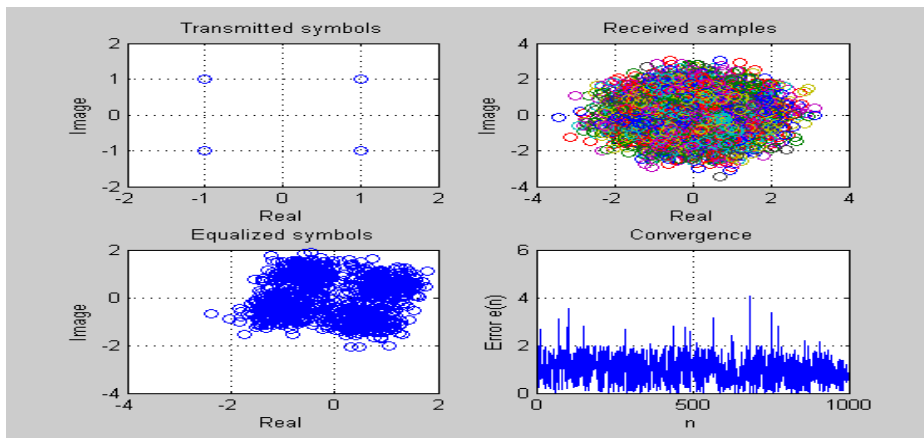 Transmitted symbols
2
1
0
-1
-2
Image
-2
-1
0
1
2
Real
Received samples
4
2
0
-2
-4
Image
-4
-2
0
2
4
Real
Equalized symbols
2
0
-2
-4
Image
-4
-2
0
2
Real
Convergence
6
4
2
0
Error e(n)
0
500
1000
n